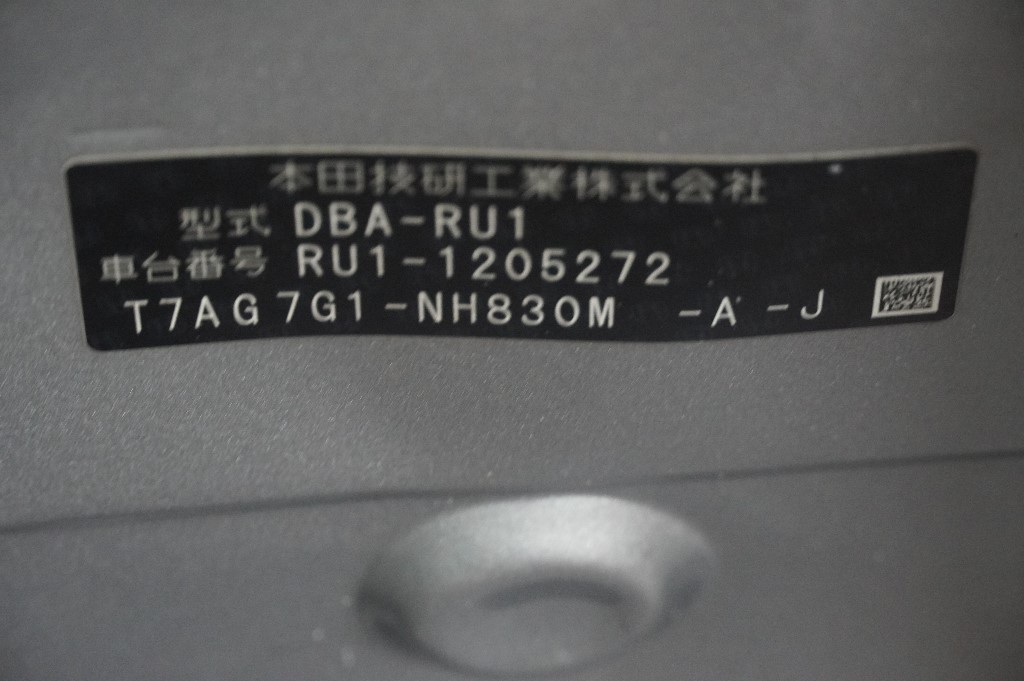 本田技研工業株式会社
型式 DBA-RU1
車台番号 RU1-1205272
T7AG7G1-NH830M -A -J